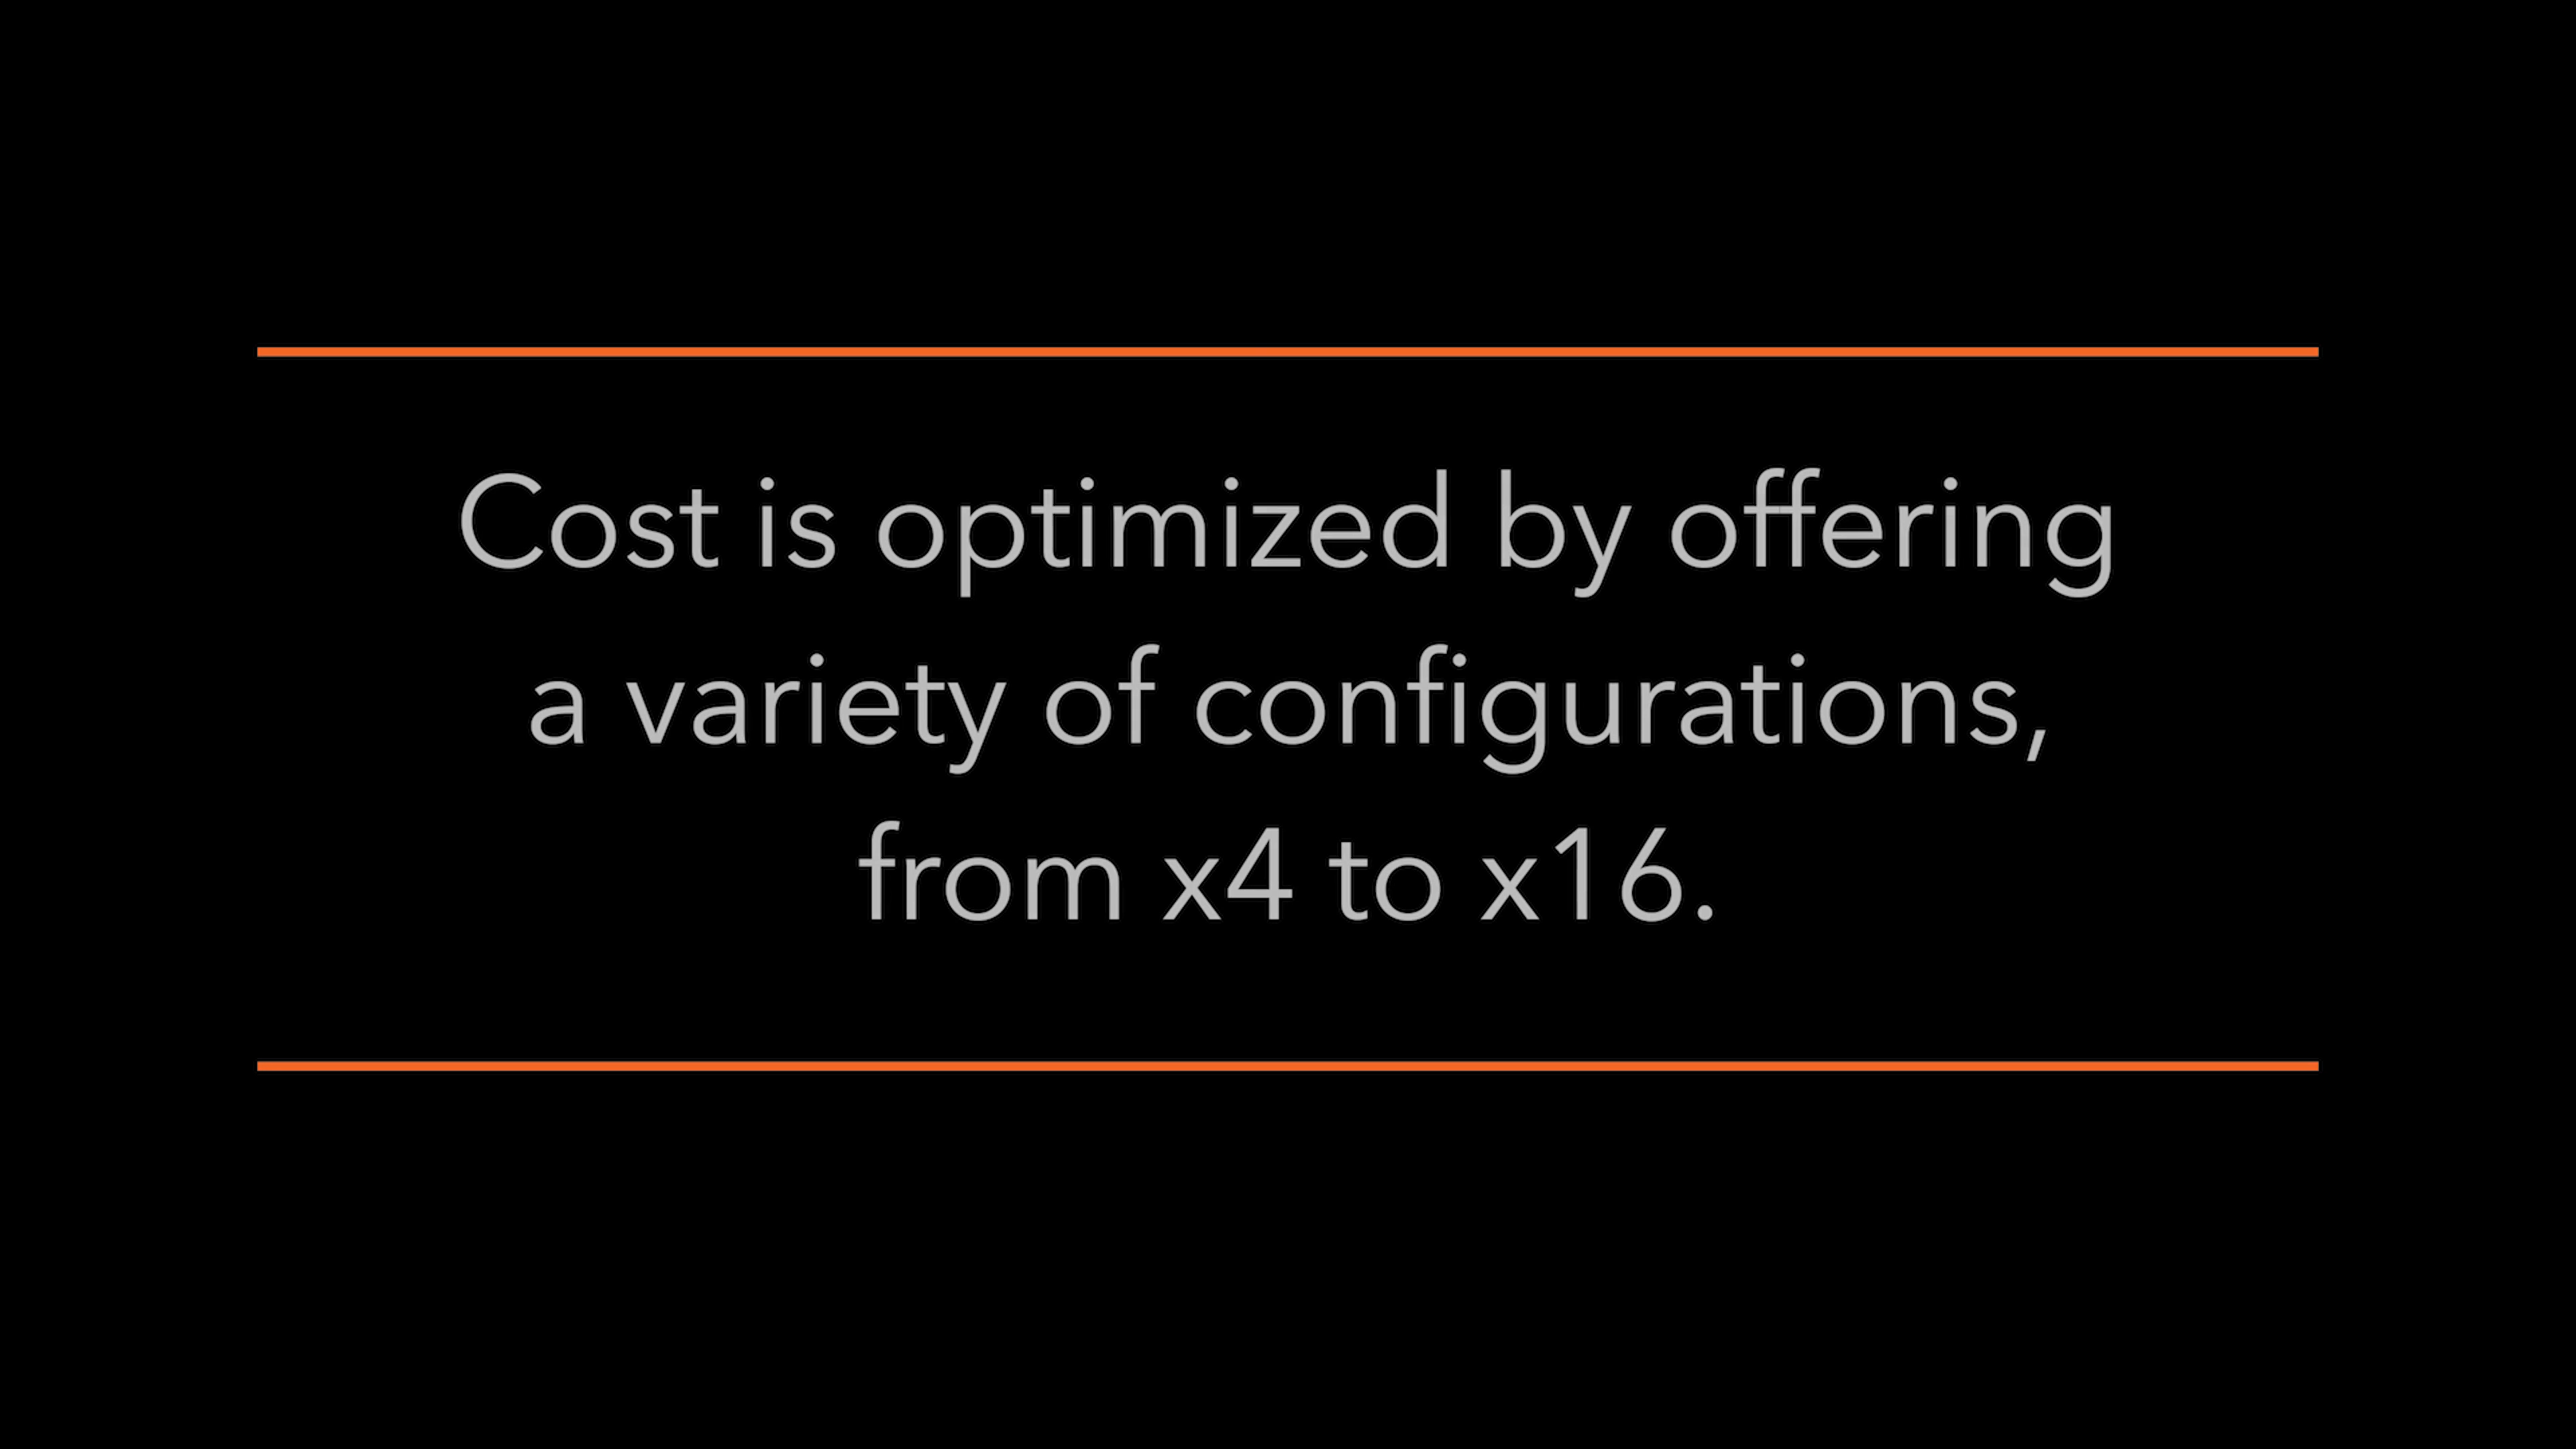 Cost is optimized by offering
a variety of configurations,
from x4 to x16.